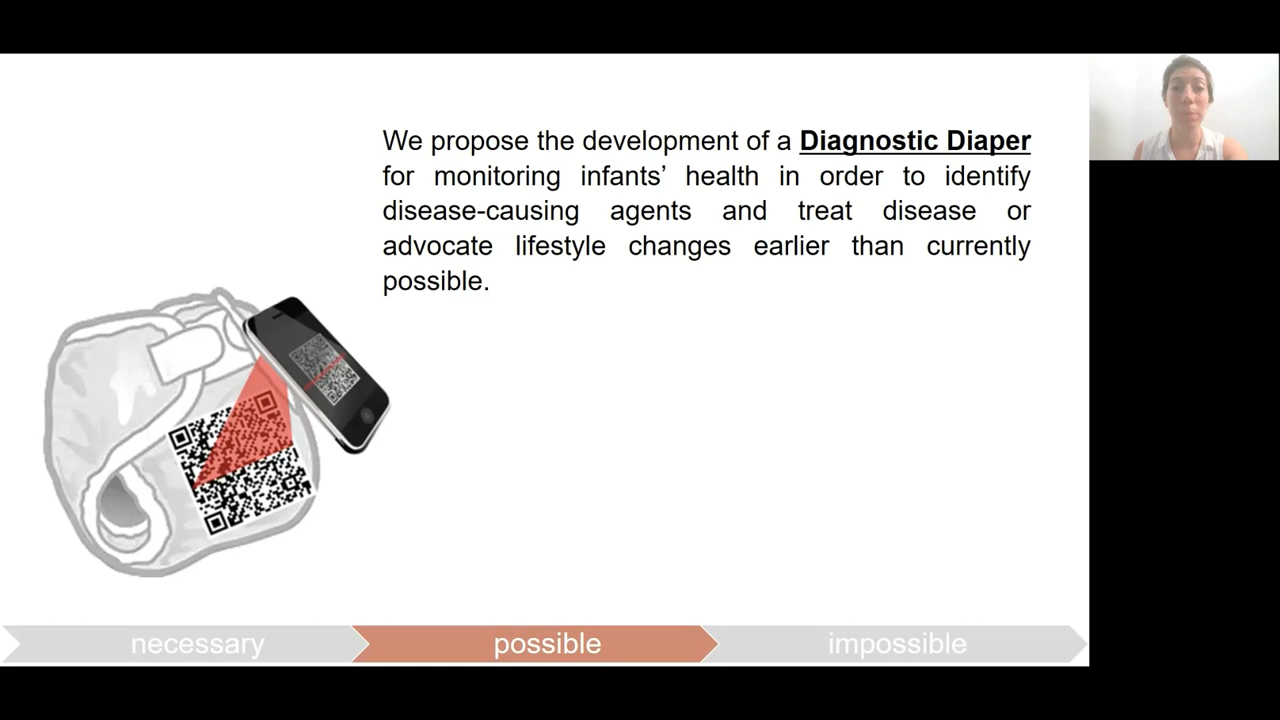 We propose the development of a Diagnostic Diaper
for monitoring infants’ health in order to identify
disease-causing agents and treat disease or
advocate lifestyle changes earlier than currently
possible.
necessary
possible
impossible